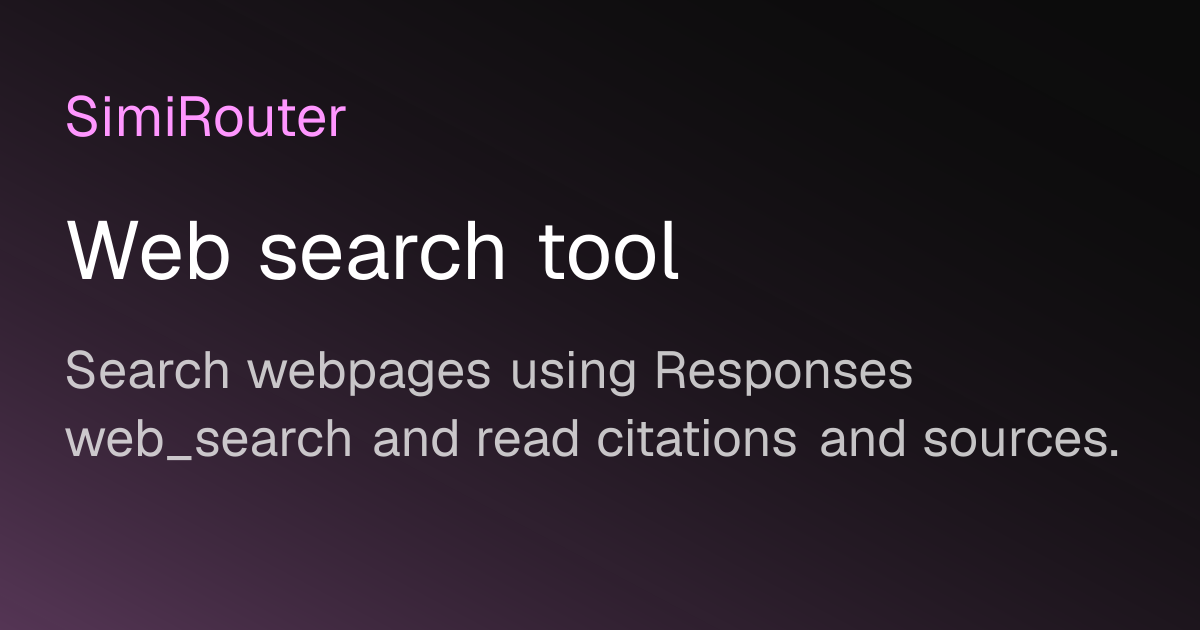 SimiRouter
Web search tool
Search webpages using Responses
web_search and read citations and sources.